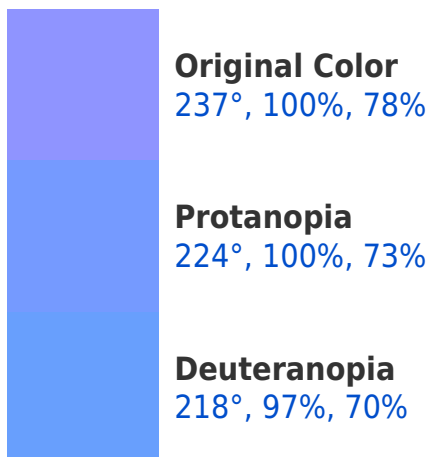 Original Color
237°, 100%, 78%
Protanopia
224°, 100%, 73%
Deuteranopia
218°, 97%, 70%